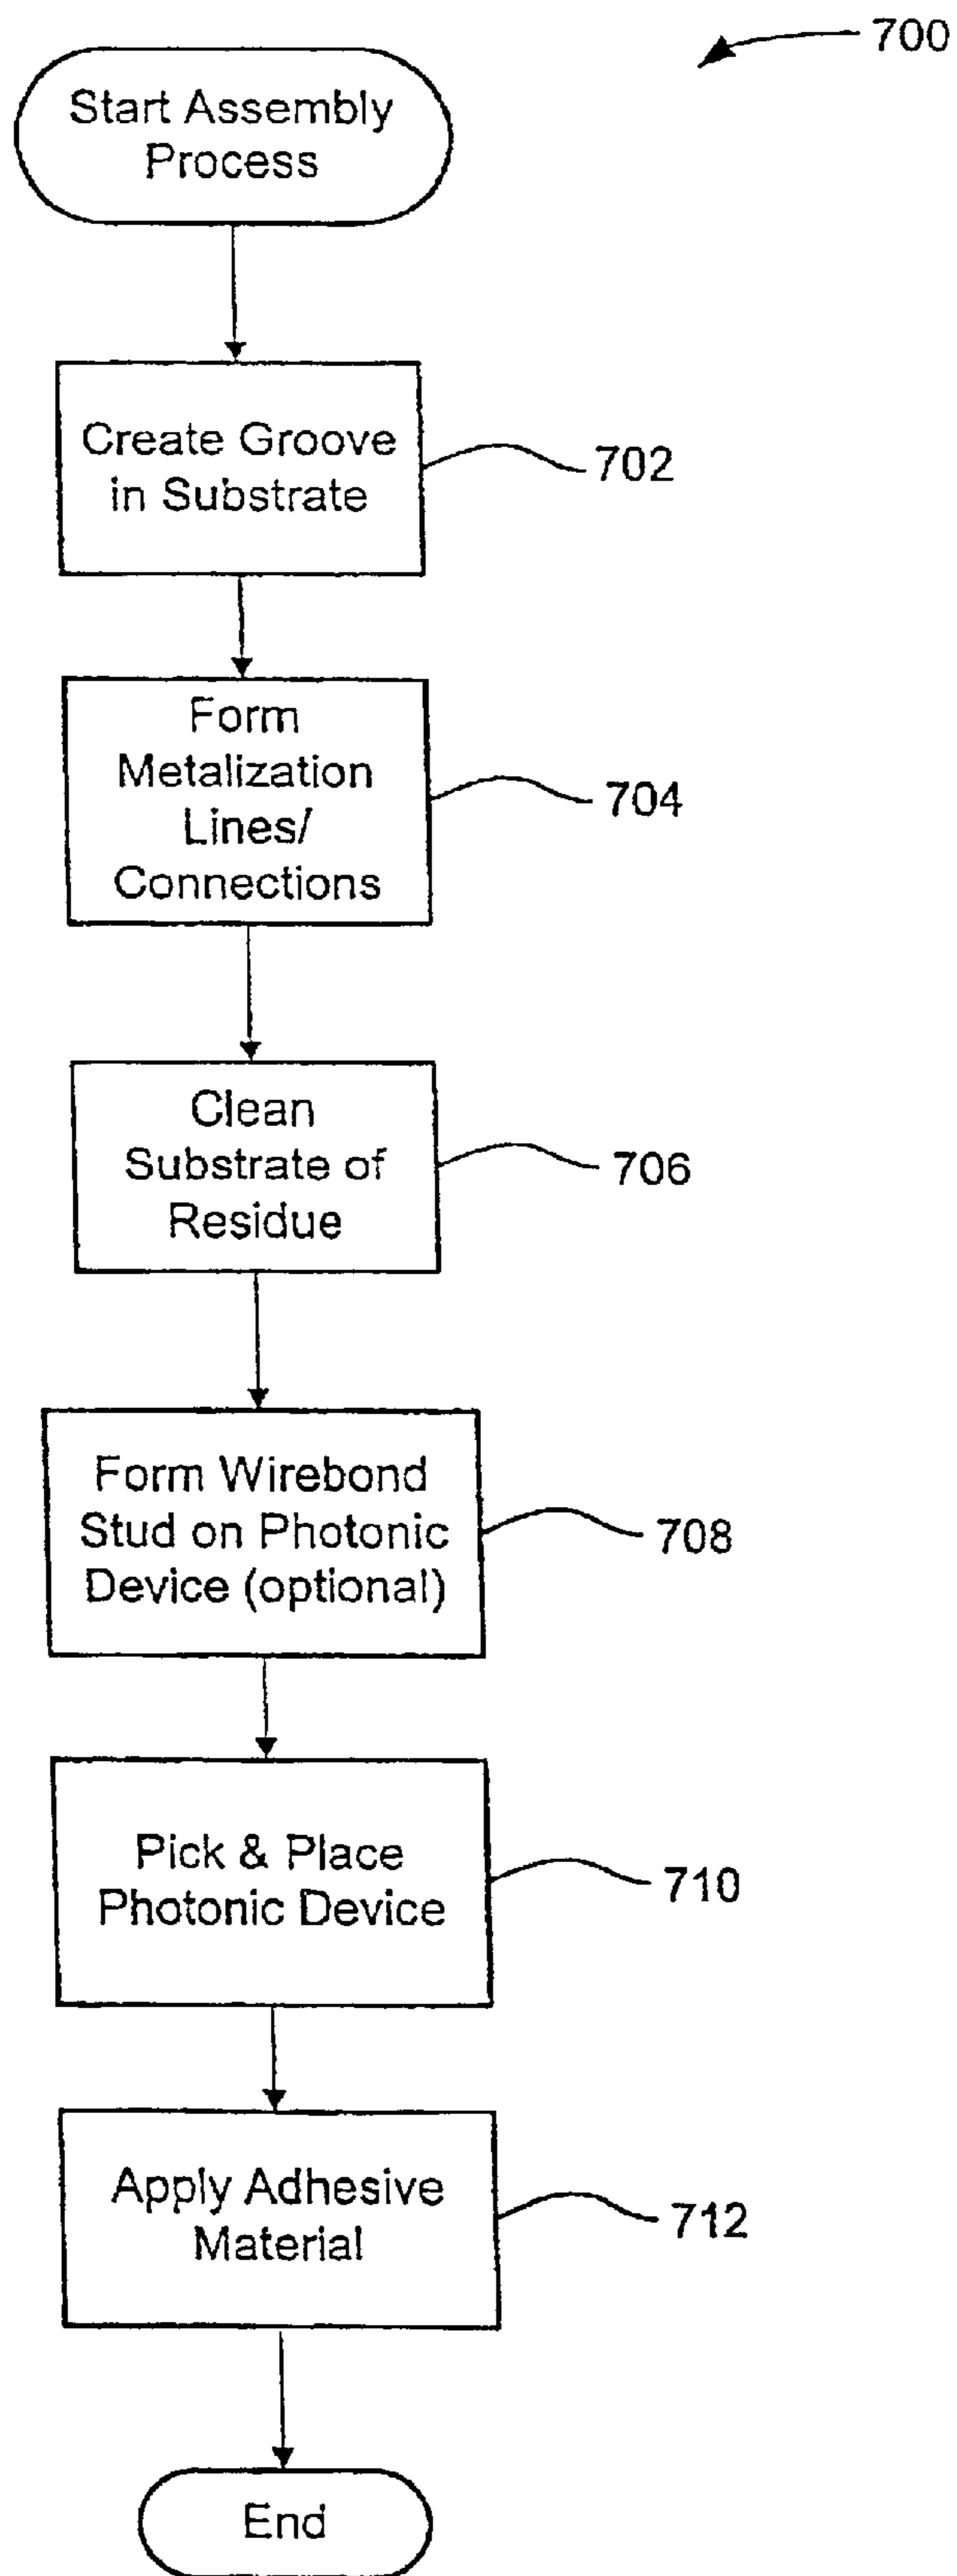 700
Start Assembly
Process
Create Groove
in Substrate
702
Form
Metalization
Lines/
Connections
704
Clean
Substrate of
Residue
706
Form Wirebond
Stud on Photonic
Device (optional)
708
Pick & Place
Photonic Device
710
Apply Adhesive
Material
712
End